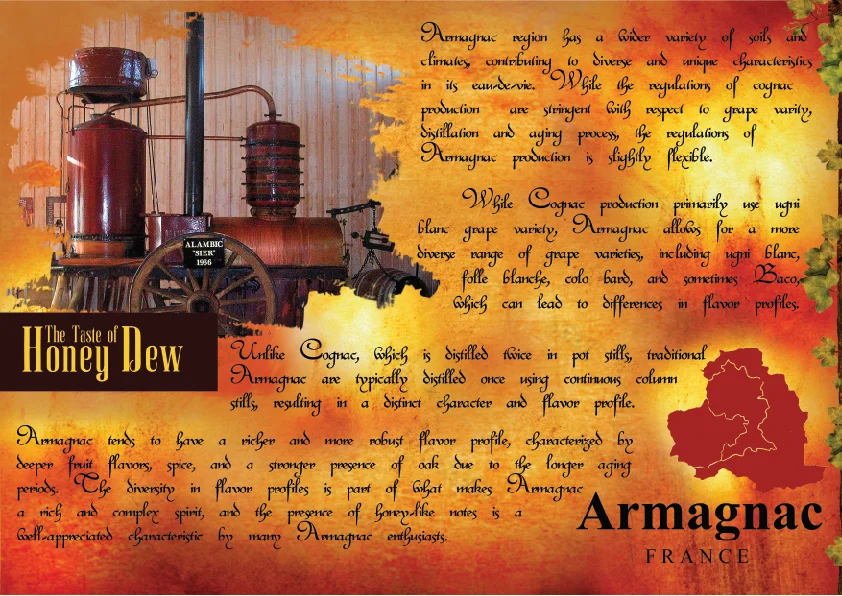 Armagnac region has a wider variety of soils and
climates, contributing to diverse and unique characteristics
in its eau-de-vie. While the regulations of cognac
production are stringent with respect to grape varity,
distillation and aging process, the regulations of
Armagnac production is slightly flexible.
While Cognac production primarily use ugni
blanc grape variety, Armagnac allows for a more
diverse range of grape varieties, including ugni blanc,
folle blanche, colo bard, and sometimes Baco,
which can lead to differences in flavor profiles.
ALAMBIC
"SIER"
1936
The Taste of
Honey Dew
Unlike Cognac, which is distilled twice in pot stills, traditional
Armagnac are typically distilled once using continuous column
stills, resulting in a distinct character and flavor profile.
Armagnac tends to have a richer and more robust flavor profile, characterized by
deeper fruit flavors, spice, and a stronger presence of oak due to the longer aging
periods. The diversity in flavor profiles is part of what makes Armagnac
a rich and complex spirit, and the presence of honey-like notes is a
well-appreciated characteristic by many Armagnac enthusiasts.
Armagnac
FRANCE